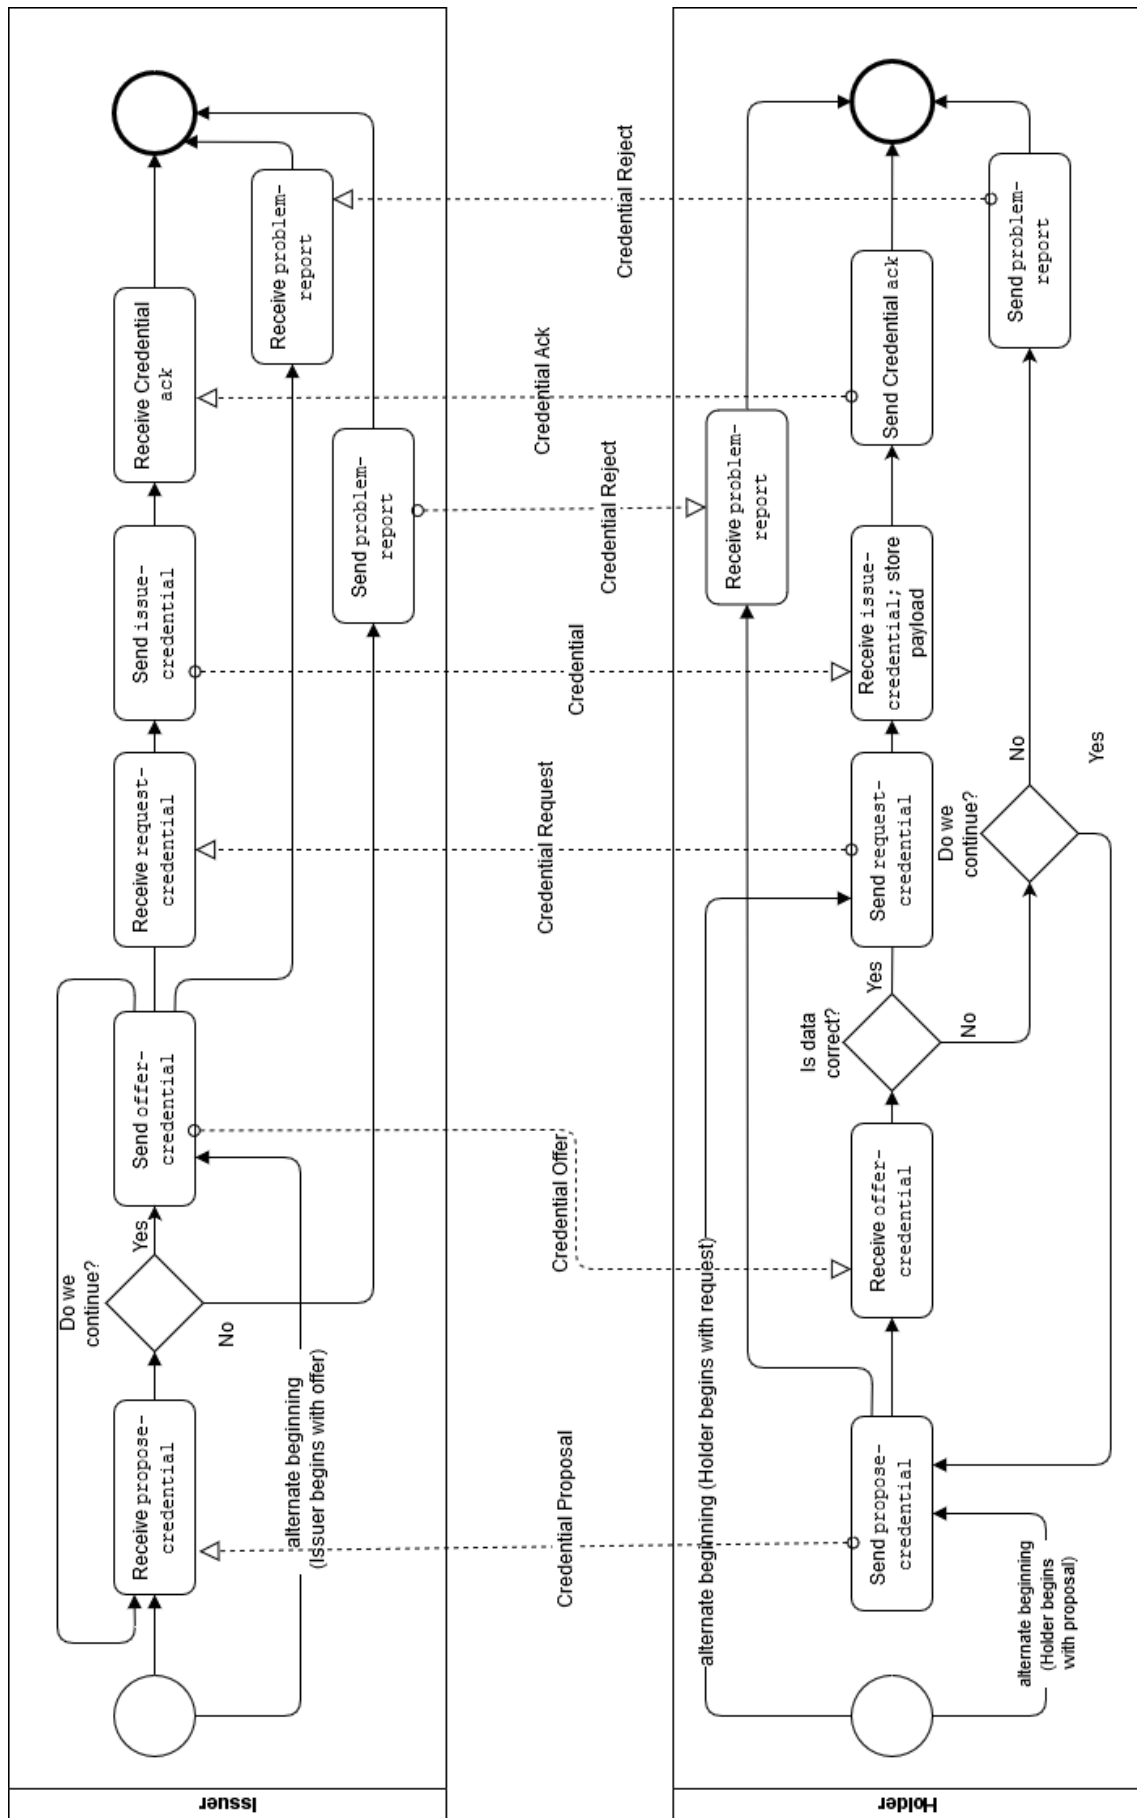 Issuer
Receive propose-
credential
Do we
continue?
Yes
No
alternate beginning
(Issuer begins with offer)
Send offer-
credential
Receive request-
credential
Send issue-
credential
Receive Credential
ack
Send problem-
report
Receive problem-
report
Credential Proposal
Credential Offer
Credential Request
Credential
Credential Reject
Credential Ack
Credential Reject
Holder
alternate beginning (Holder begins with request)
alternate beginning
(Holder begins
with proposal)
Send propose-
credential
Receive offer-
credential
Is data
correct?
Yes
No
Send request-
credential
Do we
continue?
No
Yes
Receive issue-
credential; store
payload
Receive problem-
report
Send Credential ack
Send problem-
report